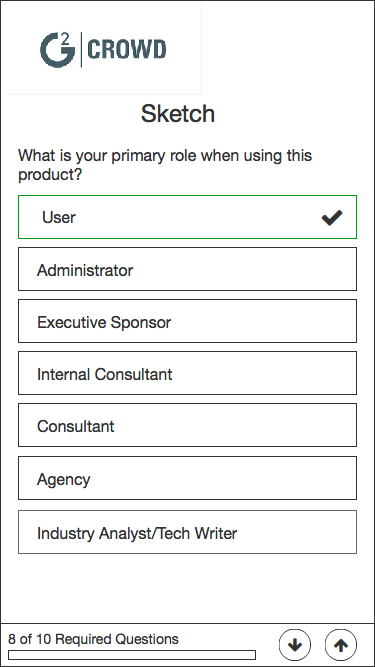 G2 CROWD
Sketch
What is your primary role when using this
product?
User
Administrator
Executive Sponsor
Internal Consultant
Consultant
Agency
Industry Analyst/Tech Writer
8 of 10 Required Questions